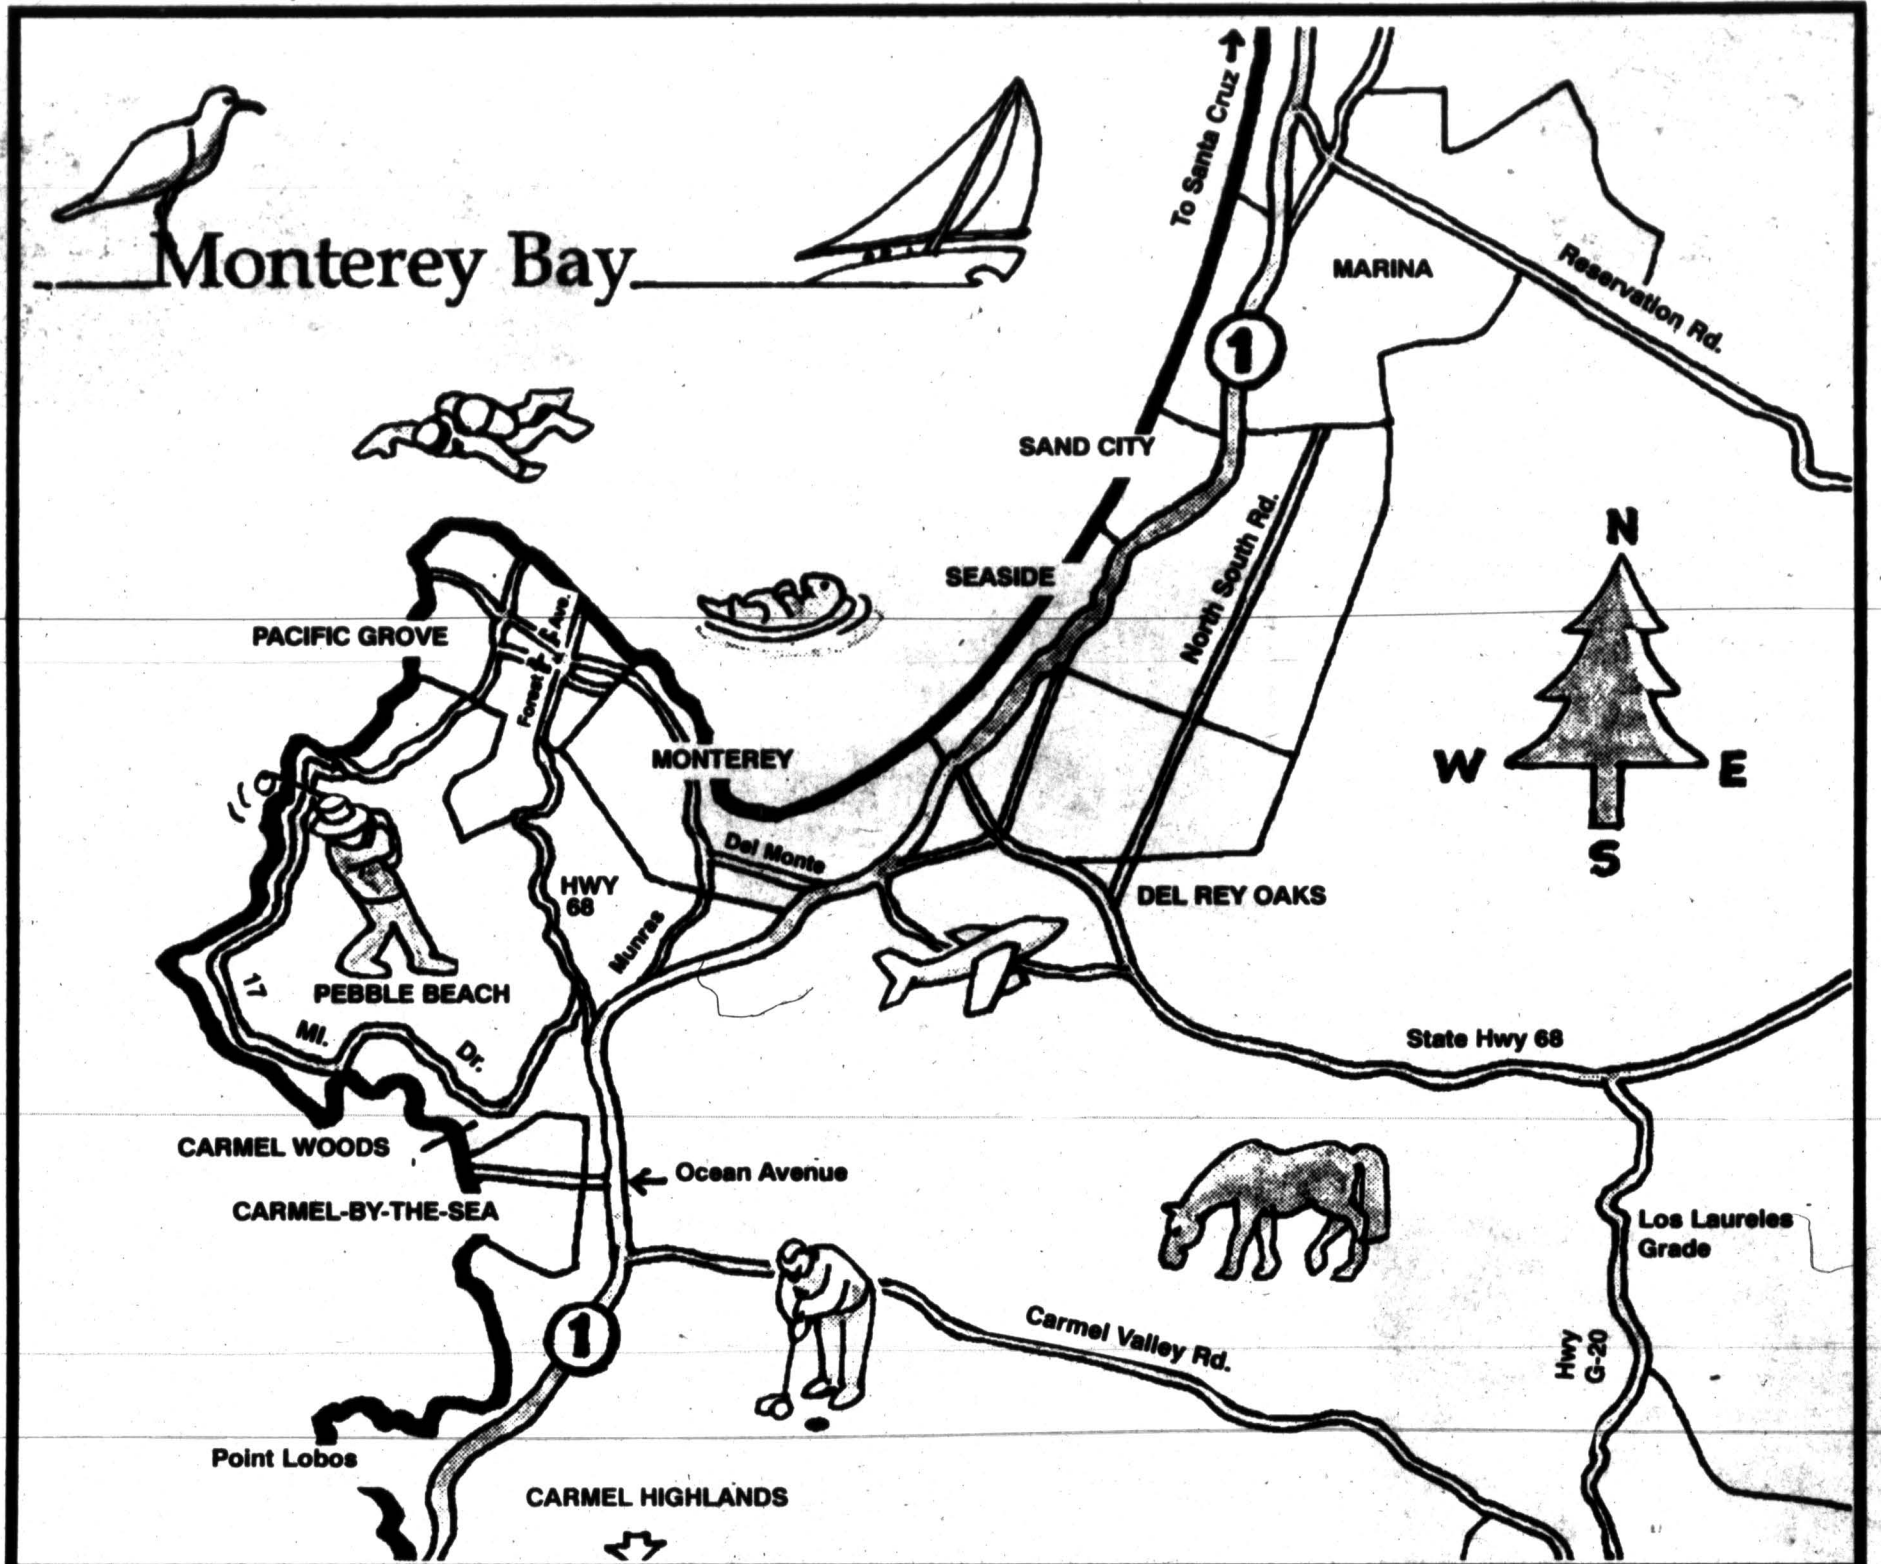 To Santa Cruz
Monterey Bay
MARINA
Reservation Rd.
1
SAND CITY
North South Rd.
N
SEASIDE
PACIFIC GROVE
Forest Ave.
W
E
MONTEREY
S
Del Monte
HWY
68
DEL REY OAKS
Munras
17
PEBBLE BEACH
MI.
Dr.
State Hwy 68
CARMEL WOODS
Ocean Avenue
CARMEL-BY-THE-SEA
Los Laureles
Grade
1
Carmel Valley Rd.
Hwy
G-20
Point Lobos
CARMEL HIGHLANDS